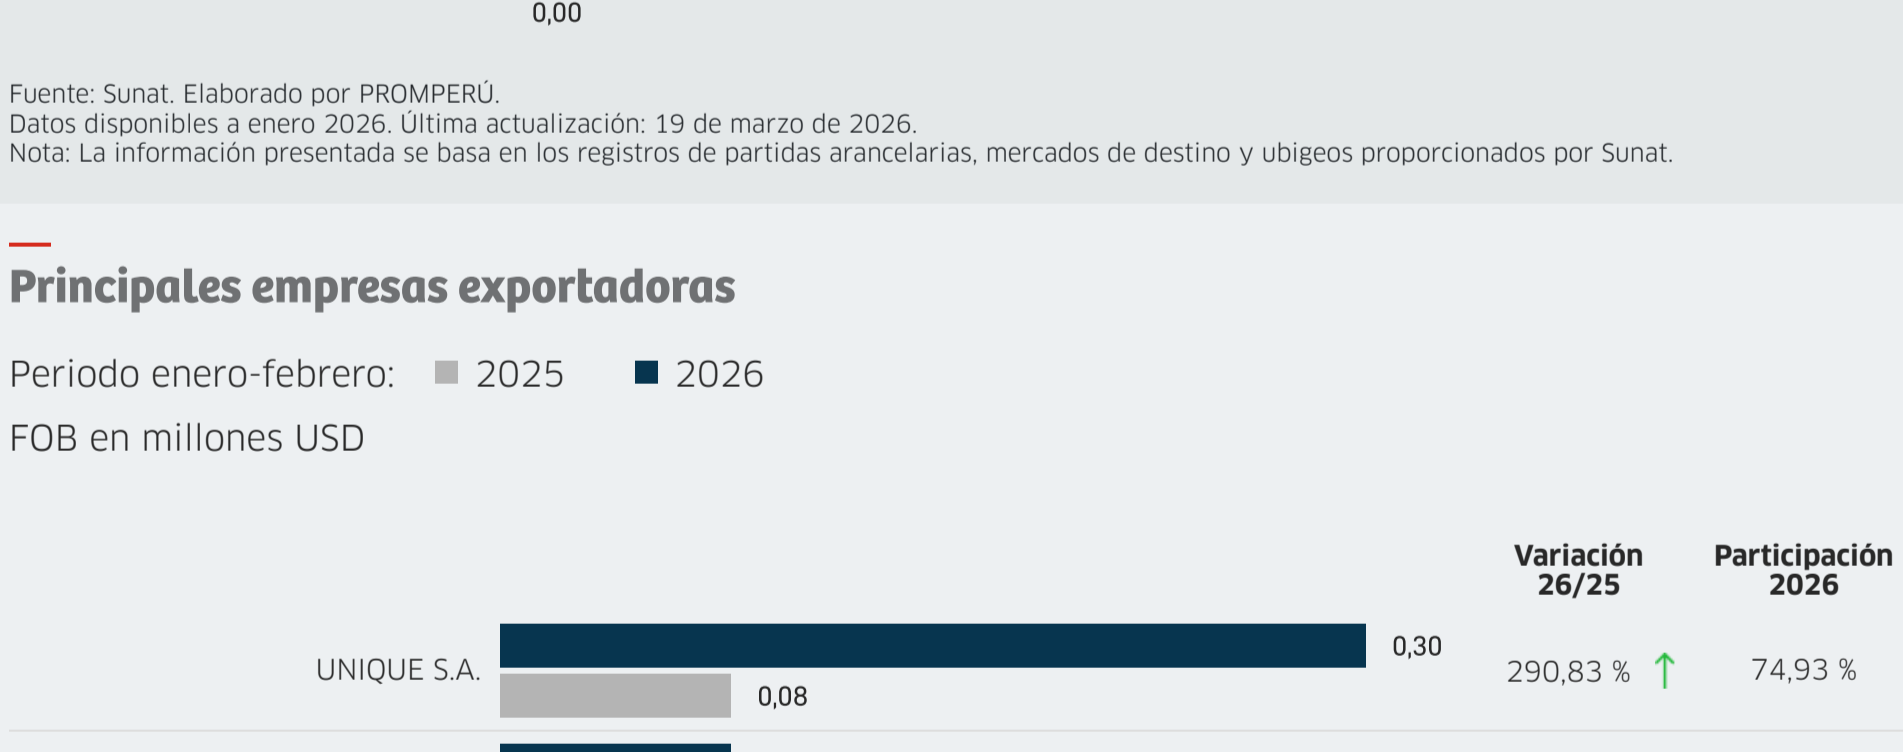 0,00
Fuente: Sunat. Elaborado por PROMPERÚ.
Datos disponibles a enero 2026. Última actualización: 19 de marzo de 2026.
Nota: La información presentada se basa en los registros de partidas arancelarias, mercados de destino y ubigeos proporcionados por Sunat.
Principales empresas exportadoras
Periodo enero-febrero: 2025 2026
FOB en millones USD
Variación Participación
26/25 2026
UNIQUE S.A. 0,30 290,83 % 74,93 %
0,08